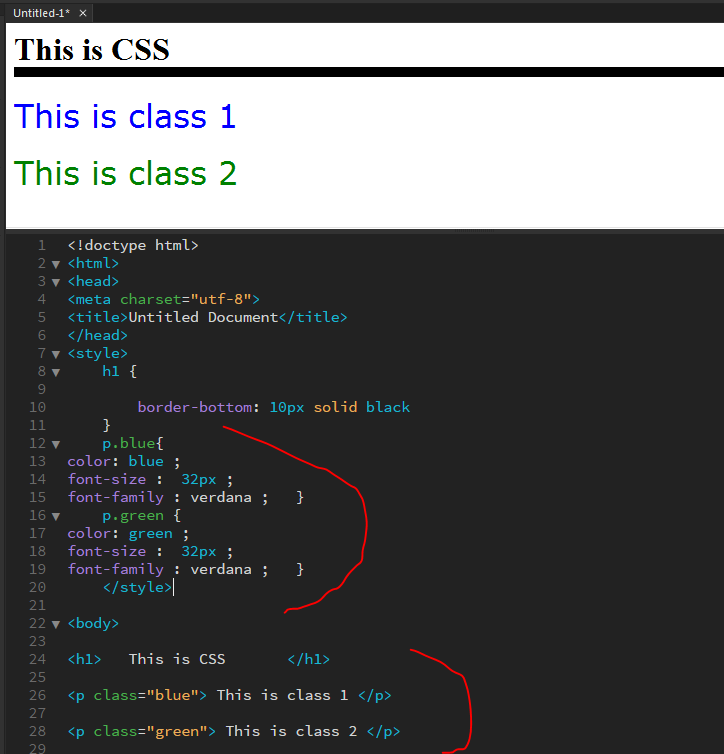 Untitled-1* ×
This is CSS
This is class 1
This is class 2
1 <!doctype html>
2 ▼ <html>
3 ▼ <head>
4 <meta charset="utf-8">
5 <title>Untitled Document</title>
6 </head>
7 ▼ <style>
8 ▼ h1 {
9
10 border-bottom: 10px solid black
11 }
12 ▼ p.blue{
13 color: blue ;
14 font-size :  32px ;
15 font-family : verdana ;   }
16 ▼ p.green {
17 color: green ;
18 font-size :  32px ;
19 font-family : verdana ;   }
20 </style>
21
22 ▼ <body>
23
24 <h1>   This is CSS       </h1>
25
26 <p class="blue"> This is class 1 </p>
27
28 <p class="green"> This is class 2 </p>
29